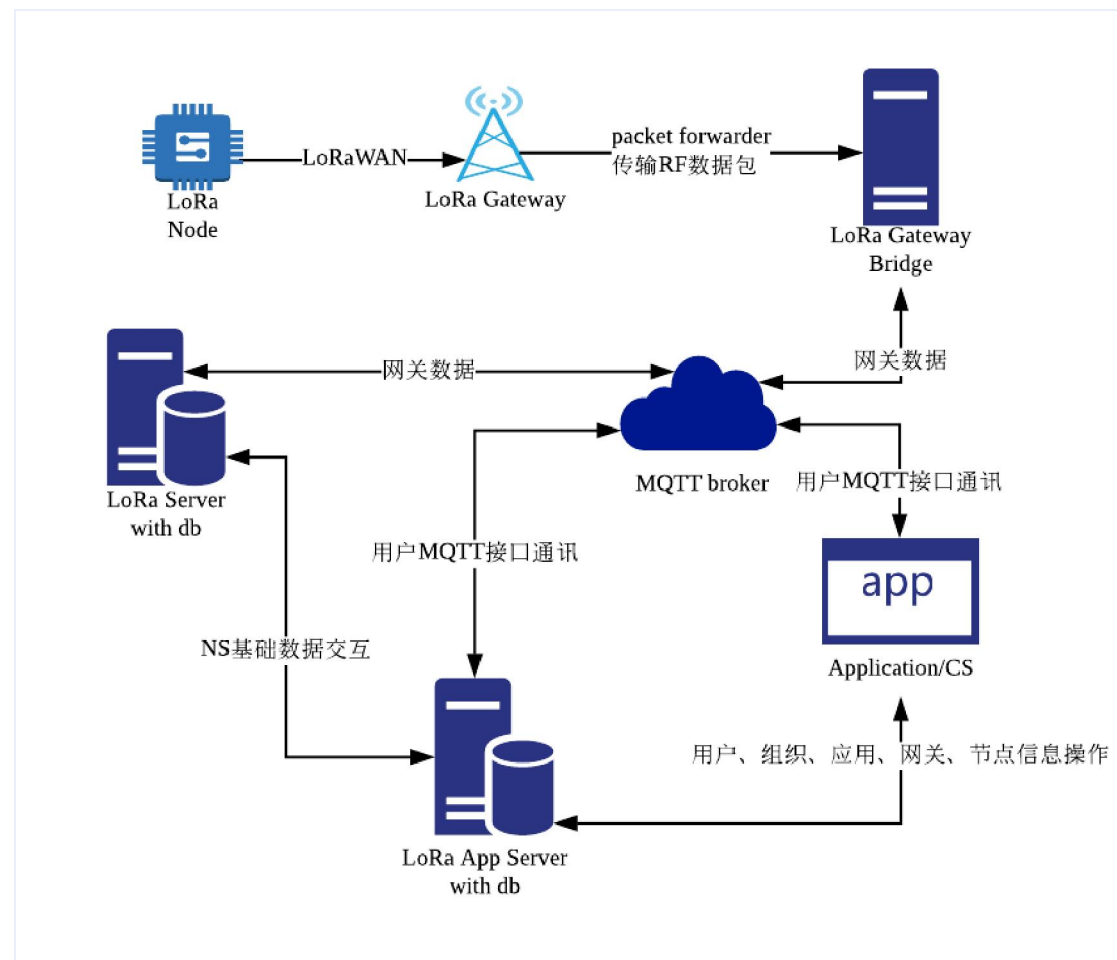 LoRaWAN
packet forwarder
传输RF数据包
LoRa
Node
LoRa Gateway
LoRa Gateway
Bridge
网关数据
网关数据
MQTT broker
用户MQTT接口通讯
LoRa Server
with db
用户MQTT接口通讯
app
NS基础数据交互
Application/CS
用户、组织、应用、网关、节点信息操作
LoRa App Server
with db